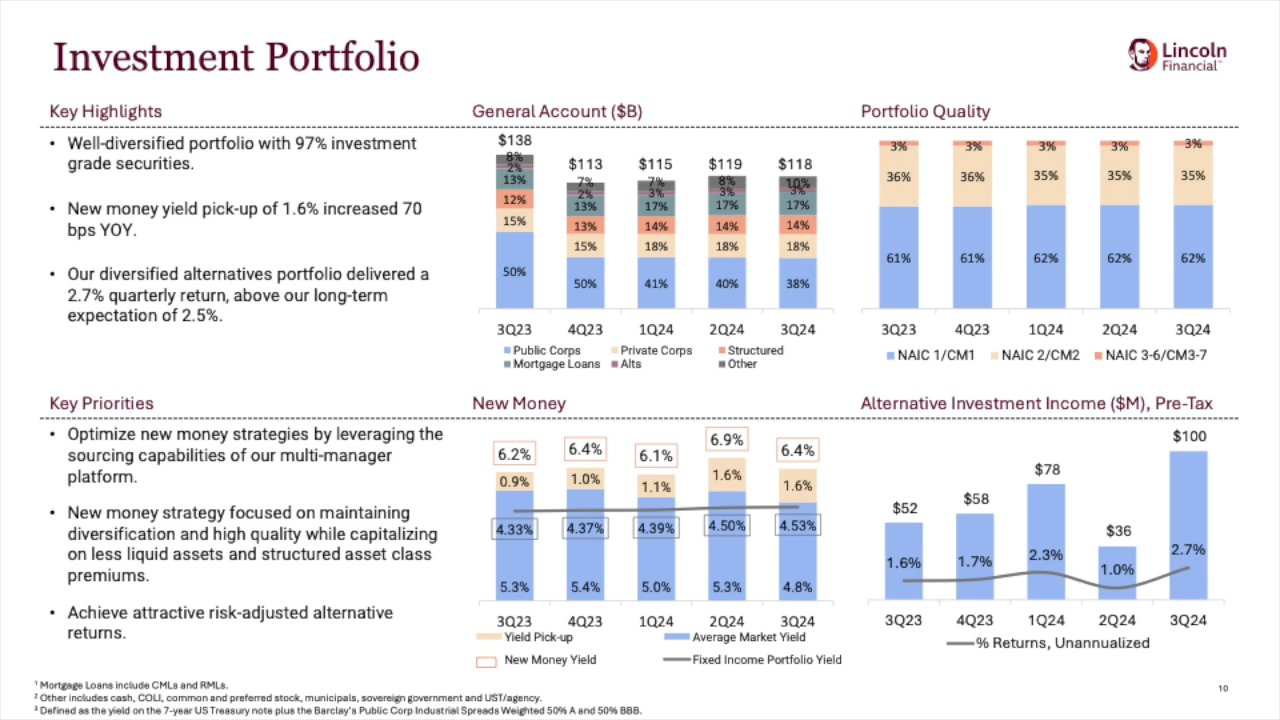 Investment Portfolio
Lincoln
Financial™
Key Highlights
• Well-diversified portfolio with 97% investment
grade securities.
• New money yield pick-up of 1.6% increased 70
bps YOY.
• Our diversified alternatives portfolio delivered a
2.7% quarterly return, above our long-term
expectation of 2.5%.
General Account ($B)
$138 $113 $115 $119 $118
8% 7% 7% 8% 10%
2% 2% 3% 3% 3%
13% 13% 17% 17% 17%
12% 13% 14% 14% 14%
15% 15% 18% 18% 18%
50% 50% 41% 40% 38%
3Q23 4Q23 1Q24 2Q24 3Q24
Public Corps Private Corps Structured
Mortgage Loans Alts Other
Portfolio Quality
3% 3% 3% 3% 3%
36% 36% 35% 35% 35%
61% 61% 62% 62% 62%
3Q23 4Q23 1Q24 2Q24 3Q24
NAIC 1/CM1 NAIC 2/CM2 NAIC 3-6/CM3-7
Key Priorities
• Optimize new money strategies by leveraging the
sourcing capabilities of our multi-manager
platform.
• New money strategy focused on maintaining
diversification and high quality while capitalizing
on less liquid assets and structured asset class
premiums.
• Achieve attractive risk-adjusted alternative
returns.
New Money
6.2% 6.4% 6.1% 6.9% 6.4%
0.9% 1.0% 1.1% 1.6% 1.6%
4.33% 4.37% 4.39% 4.50% 4.53%
5.3% 5.4% 5.0% 5.3% 4.8%
3Q23 4Q23 1Q24 2Q24 3Q24
Yield Pick-up Average Market Yield
New Money Yield Fixed Income Portfolio Yield
Alternative Investment Income ($M), Pre-Tax
$52 $58 $78 $36 $100
1.6% 1.7% 2.3% 1.0% 2.7%
3Q23 4Q23 1Q24 2Q24 3Q24
% Returns, Unannualized
¹ Mortgage Loans include CMLs and RMLs.
² Other includes cash, COLI, common and preferred stock, municipals, sovereign government and UST/agency.
³ Defined as the yield on the 7-year US Treasury note plus the Barclay's Public Corp Industrial Spreads Weighted 50% A and 50% BBB.
10